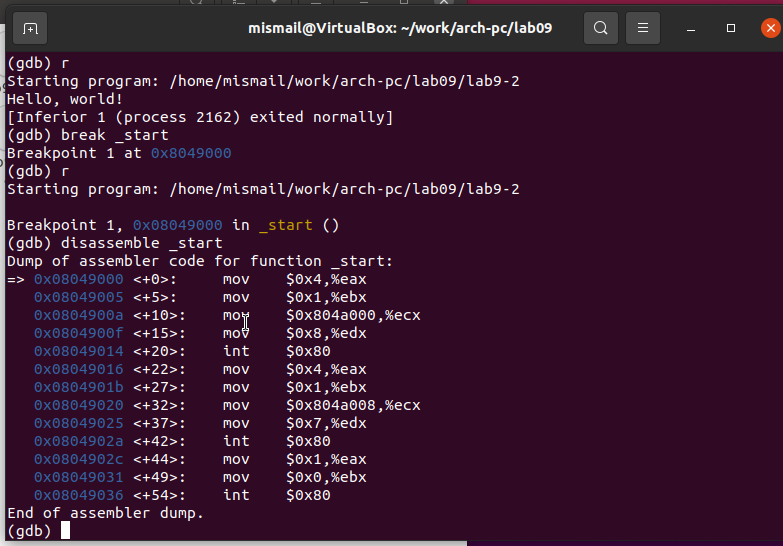 mismail@VirtualBox: ~/work/arch-pc/lab09
(gdb) r
Starting program: /home/mismail/work/arch-pc/lab09/lab9-2
Hello, world!
[Inferior 1 (process 2162) exited normally]
(gdb) break _start
Breakpoint 1 at 0x8049000
(gdb) r
Starting program: /home/mismail/work/arch-pc/lab09/lab9-2
Breakpoint 1, 0x08049000 in _start ()
(gdb) disassemble _start
Dump of assembler code for function _start:
=> 0x08049000 <+0>:     mov    $0x4,%eax
   0x08049005 <+5>:     mov    $0x1,%ebx
   0x0804900a <+10>:    mov    $0x804a000,%ecx
   0x0804900f <+15>:    mov    $0x8,%edx
   0x08049014 <+20>:    int    $0x80
   0x08049016 <+22>:    mov    $0x4,%eax
   0x0804901b <+27>:    mov    $0x1,%ebx
   0x08049020 <+32>:    mov    $0x804a008,%ecx
   0x08049025 <+37>:    mov    $0x7,%edx
   0x0804902a <+42>:    int    $0x80
   0x0804902c <+44>:    mov    $0x1,%eax
   0x08049031 <+49>:    mov    $0x0,%ebx
   0x08049036 <+54>:    int    $0x80
End of assembler dump.
(gdb)